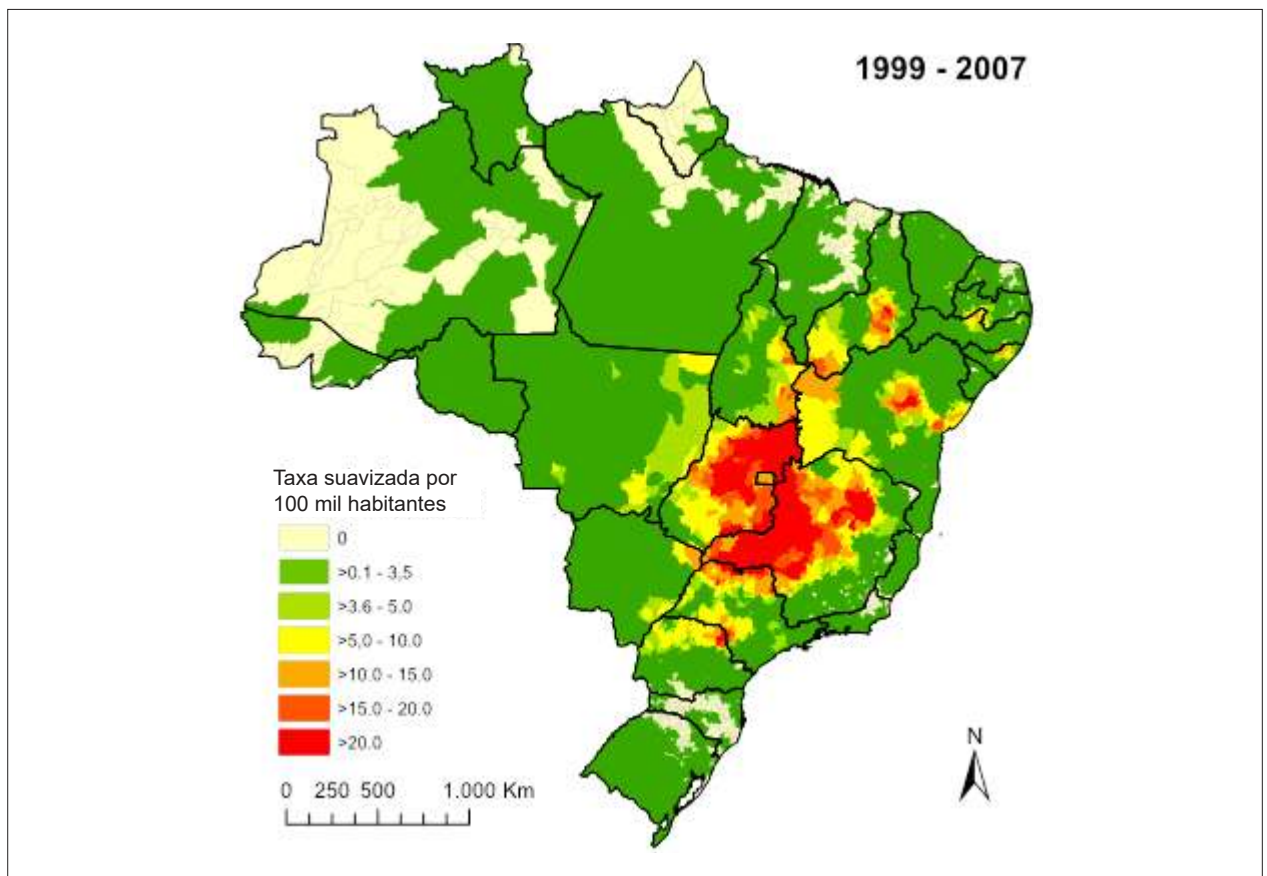 1999 - 2007
Taxa suavizada por
100 mil habitantes
0
>0.1 - 3.5
>3.6 - 5.0
>5,0 - 10.0
>10.0 - 15.0
>15.0 - 20.0
>20.0
0 250 500 1.000 Km
N